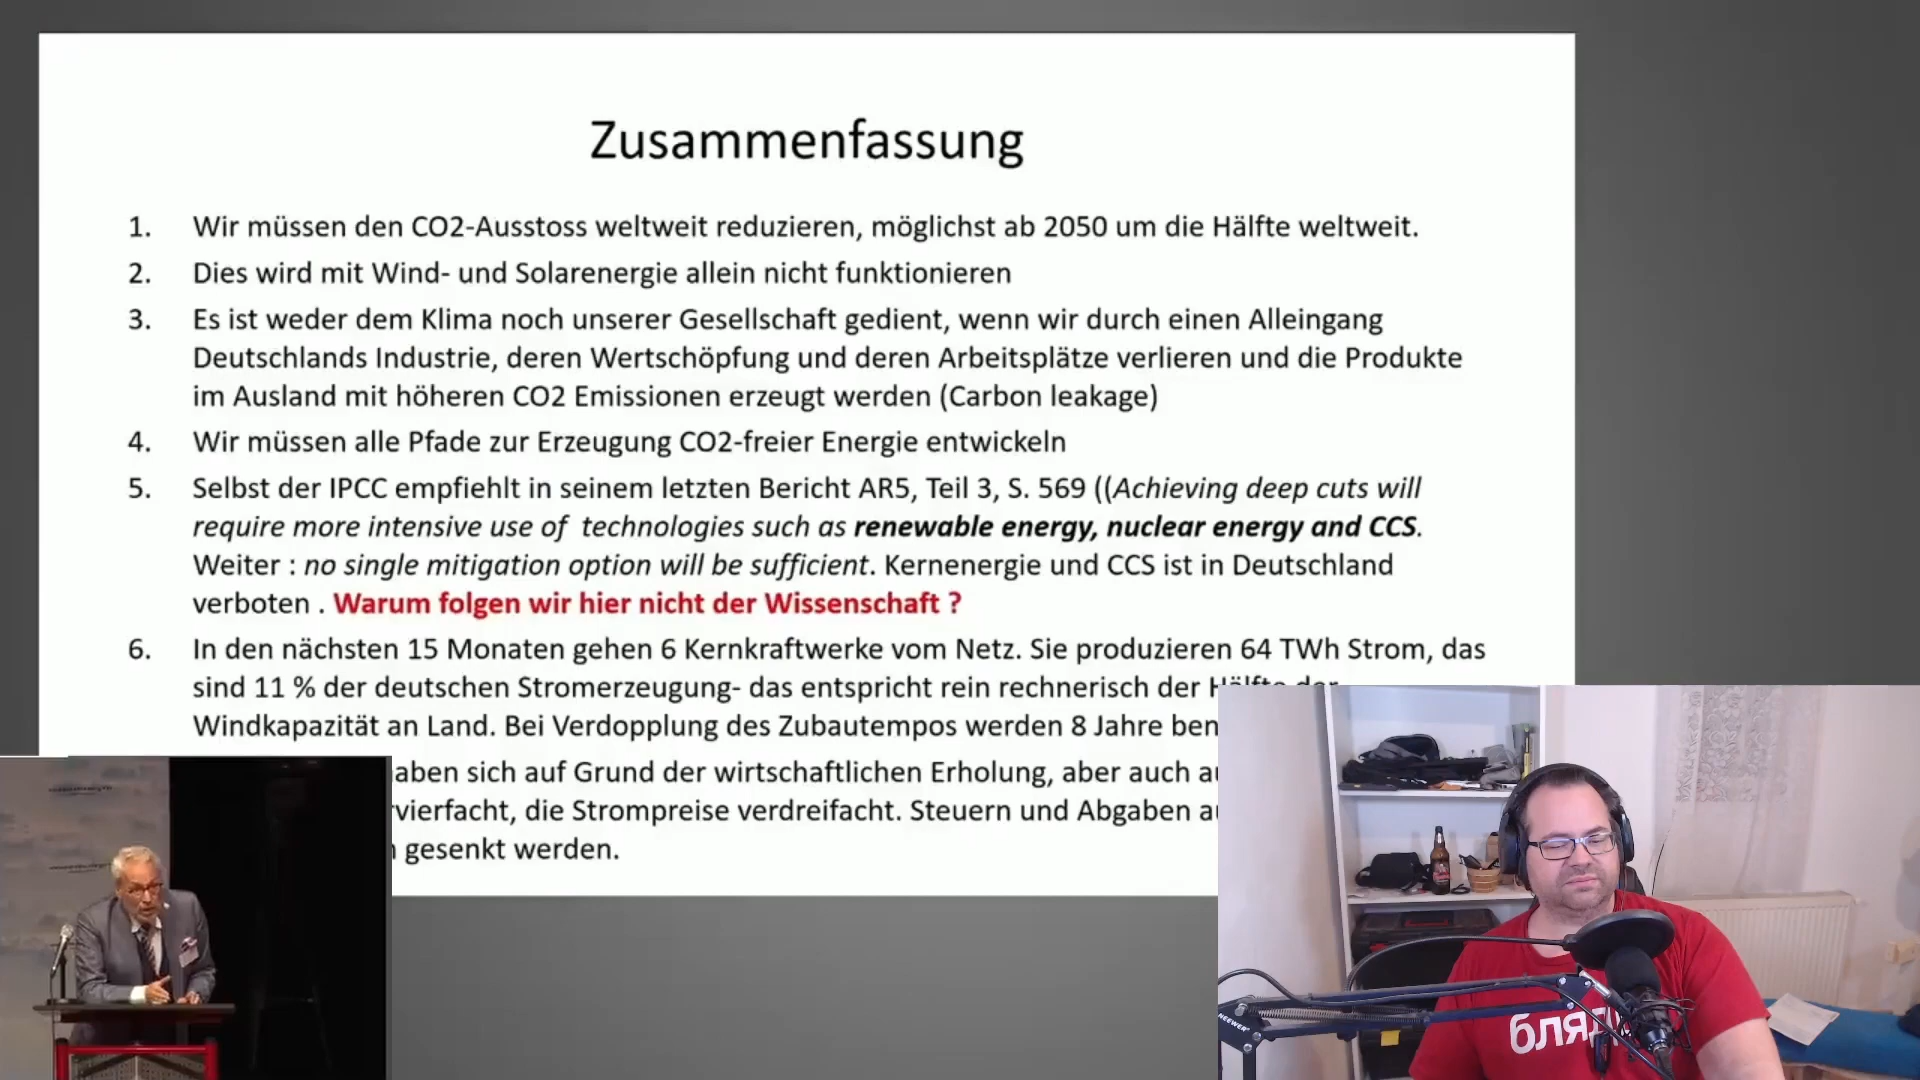 Zusammenfassung
1. Wir müssen den CO2-Ausstoss weltweit reduzieren, möglichst ab 2050 um die Hälfte weltweit.
2. Dies wird mit Wind- und Solarenergie allein nicht funktionieren
3. Es ist weder dem Klima noch unserer Gesellschaft gedient, wenn wir durch einen Alleingang
Deutschlands Industrie, deren Wertschöpfung und deren Arbeitsplätze verlieren und die Produkte
im Ausland mit höheren CO2 Emissionen erzeugt werden (Carbon leakage)
4. Wir müssen alle Pfade zur Erzeugung CO2-freier Energie entwickeln
5. Selbst der IPCC empfiehlt in seinem letzten Bericht AR5, Teil 3, S. 569 ((Achieving deep cuts will
require more intensive use of technologies such as renewable energy, nuclear energy and CCS.
Weiter : no single mitigation option will be sufficient. Kernenergie und CCS ist in Deutschland
verboten . Warum folgen wir hier nicht der Wissenschaft ?
6. In den nächsten 15 Monaten gehen 6 Kernkraftwerke vom Netz. Sie produzieren 64 TWh Strom, das
sind 11 % der deutschen Stromerzeugung- das entspricht rein rechnerisch der Hälfte der
Windkapazität an Land. Bei Verdopplung des Zubautempos werden 8 Jahre ben
aben sich auf Grund der wirtschaftlichen Erholung, aber auch
rvierfacht, die Strompreise verdreifacht. Steuern und Abgaben
gesenkt werden.
NEEWER